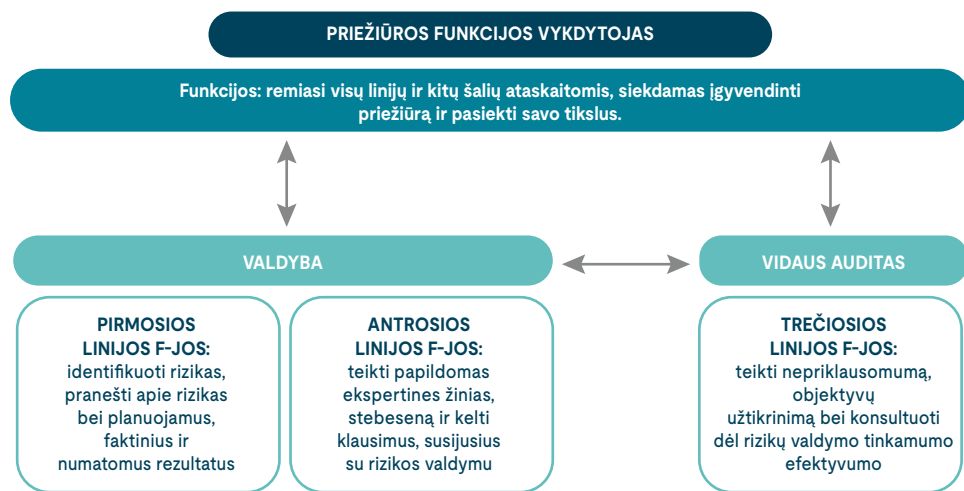 PRIEŽIŪROS FUNKCIJOS VYKDYTOJAS
Funkcijos: remiasi visų linijų ir kitų šalių ataskaitomis, siekdamas įgyvendinti
priežiūrą ir pasiekti savo tikslus.
VALDYBA
VIDAUS AUDITAS
PIRMOSIOS
LINIJOS F-JOS:
identifikuoti rizikas,
pranešti apie rizikas
bei planuojamus,
faktinius ir
numatomus rezultatus
ANTROSIOS
LINIJOS F-JOS:
teikti papildomas
ekspertines žinias,
stebeseną ir kelti
klausimus, susijusius
su rizikos valdymu
TREČIOSIOS
LINIJOS F-JOS:
teikti nepriklausomumą,
objektyvų
užtikrinimą bei konsultuoti
dėl rizikų valdymo tinkamumo
efektyvumo